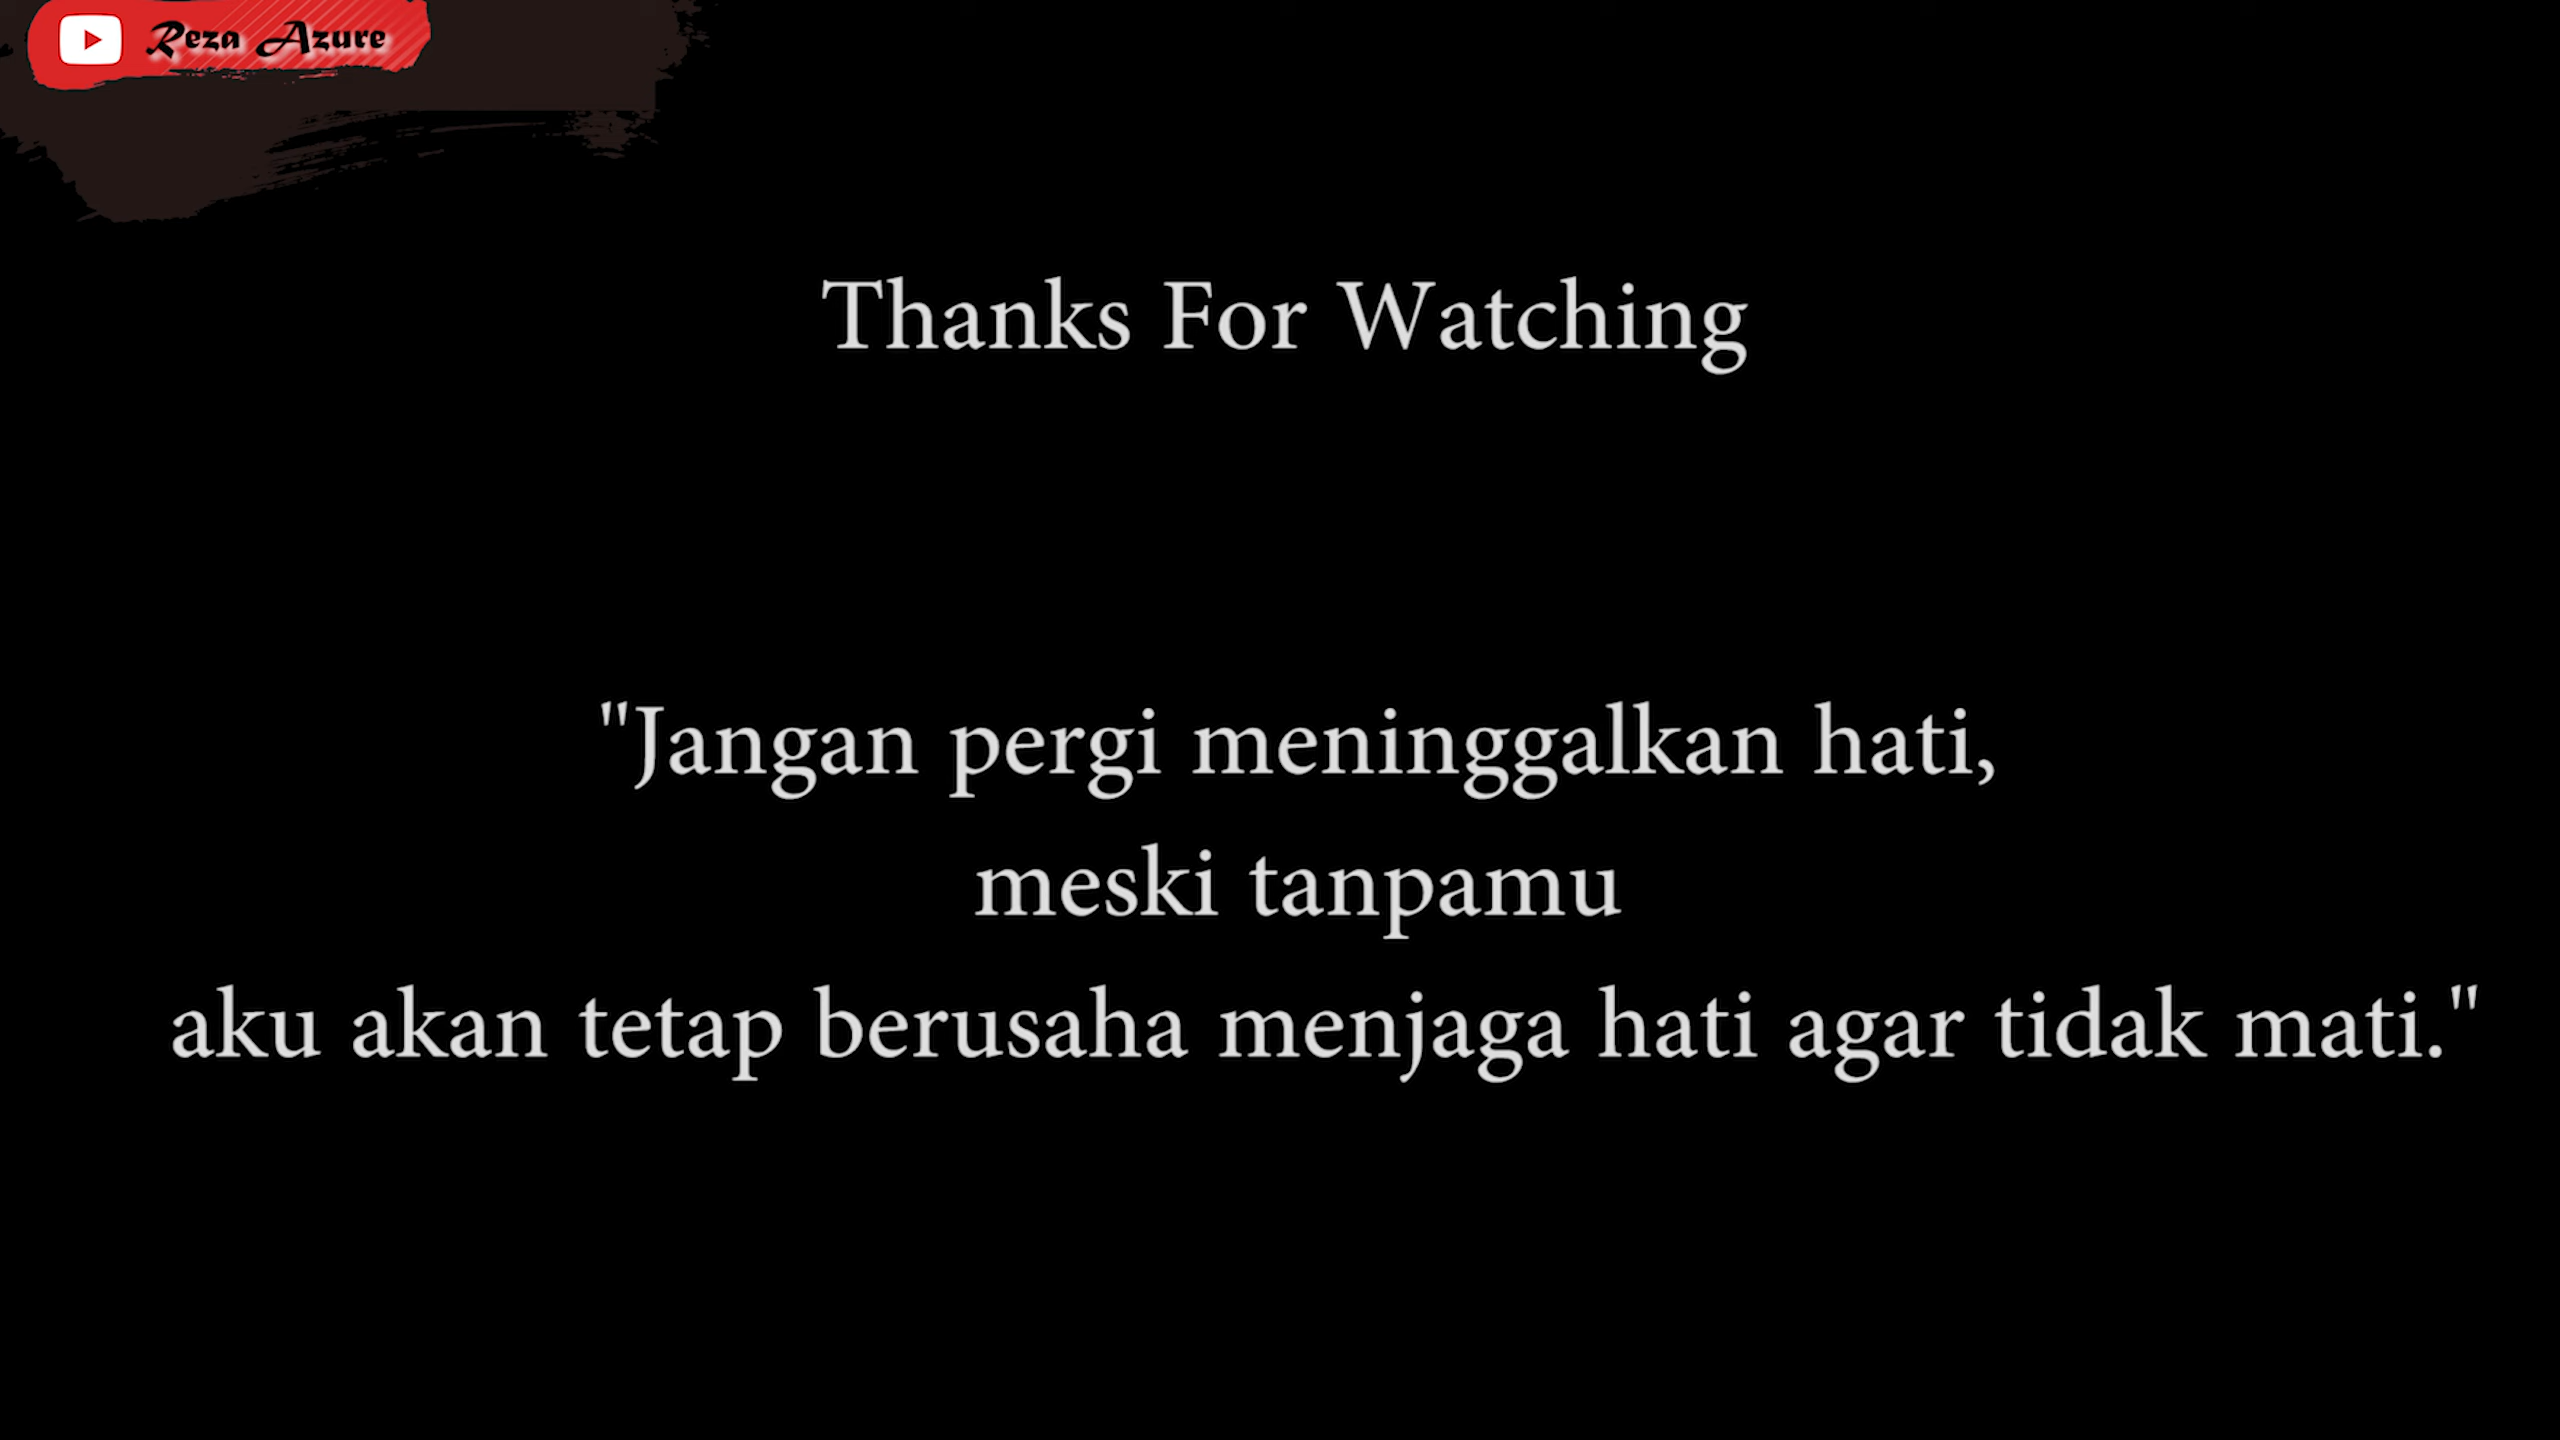 Reza Azure
Thanks For Watching
"Jangan pergi meninggalkan hati,
meski tanpamu
aku akan tetap berusaha menjaga hati agar tidak mati."